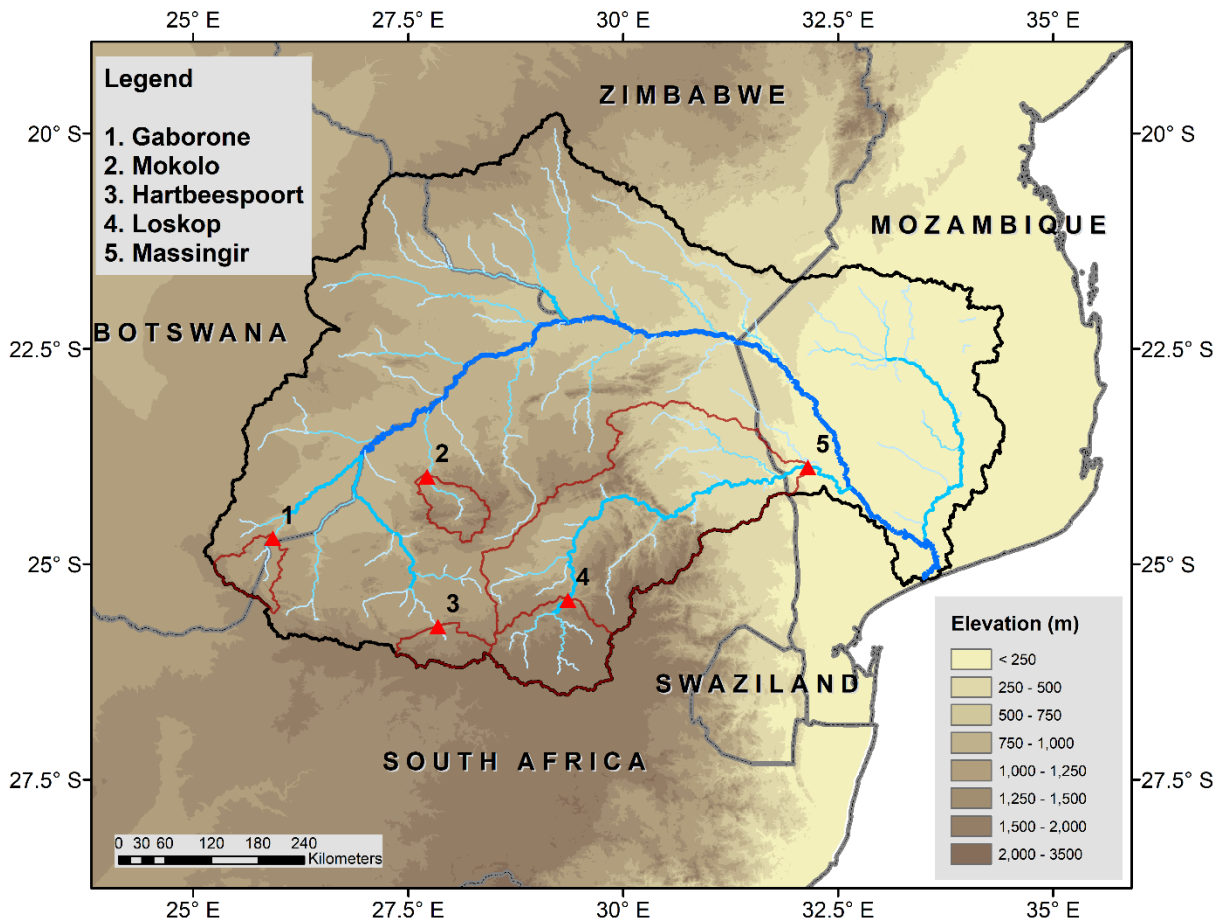 25° E 27.5° E 30° E 32.5° E 35° E
Legend
1. Gaborone
2. Mokolo
3. Hartbeespoort
4. Loskop
5. Massingir
ZIMBABWE
20° S 20° S
MOZAMBIQUE
BOTSWANA
22.5° S 22.5° S
5
2
1
25° S 25° S
4
3
Elevation (m)
< 250
250 - 500
500 - 750
750 - 1,000
1,000 - 1,250
1,250 - 1,500
1,500 - 2,000
2,000 - 3500
SWAZILAND
SOUTH AFRICA
27.5° S 27.5° S
0 30 60 120 180 240
Kilometers
25° E 27.5° E 30° E 32.5° E 35° E